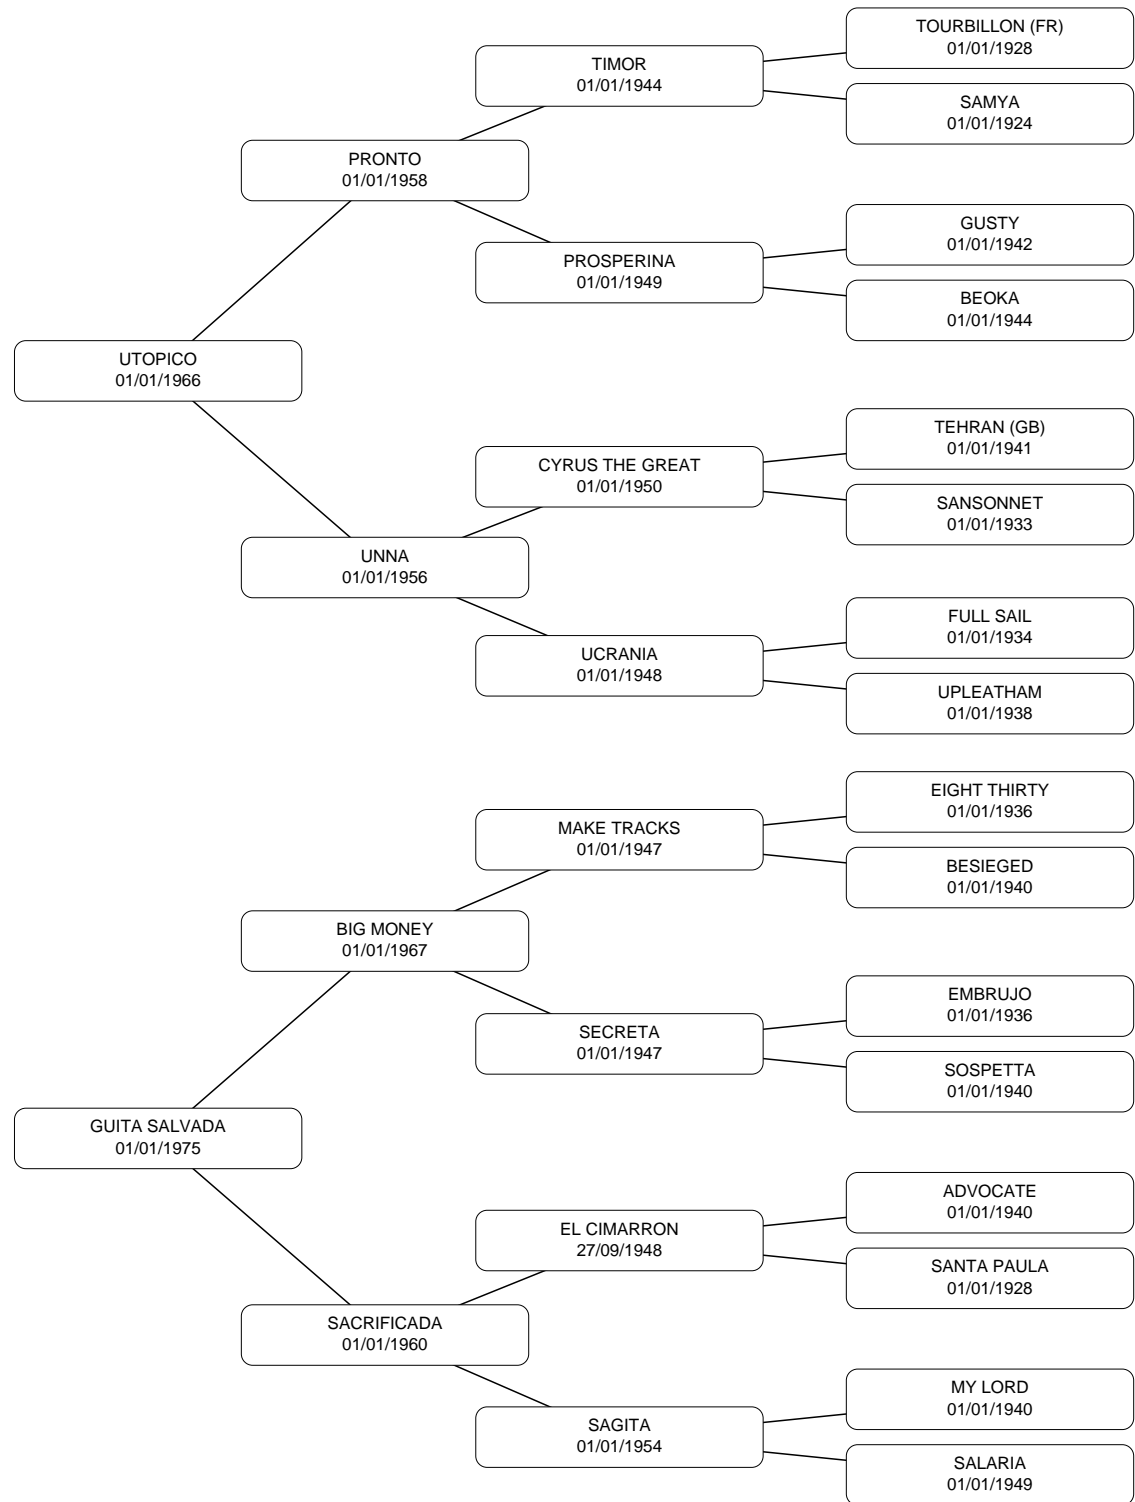 TOURBILLON (FR)
01/01/1928
TIMOR
01/01/1944
SAMYA
01/01/1924
PRONTO
01/01/1958
GUSTY
01/01/1942
PROSPERINA
01/01/1949
BEOKA
01/01/1944
UTOPICO
01/01/1966
TEHRAN (GB)
01/01/1941
CYRUS THE GREAT
01/01/1950
SANSONNET
01/01/1933
UNNA
01/01/1956
FULL SAIL
01/01/1934
UCRANIA
01/01/1948
UPLEATHAM
01/01/1938
EIGHT THIRTY
01/01/1936
MAKE TRACKS
01/01/1947
BESIEGED
01/01/1940
BIG MONEY
01/01/1967
EMBRUJO
01/01/1936
SECRETA
01/01/1947
SOSPETTA
01/01/1940
GUITA SALVADA
01/01/1975
ADVOCATE
01/01/1940
EL CIMARRON
27/09/1948
SANTA PAULA
01/01/1928
SACRIFICADA
01/01/1960
MY LORD
01/01/1940
SAGITA
01/01/1954
SALARIA
01/01/1949